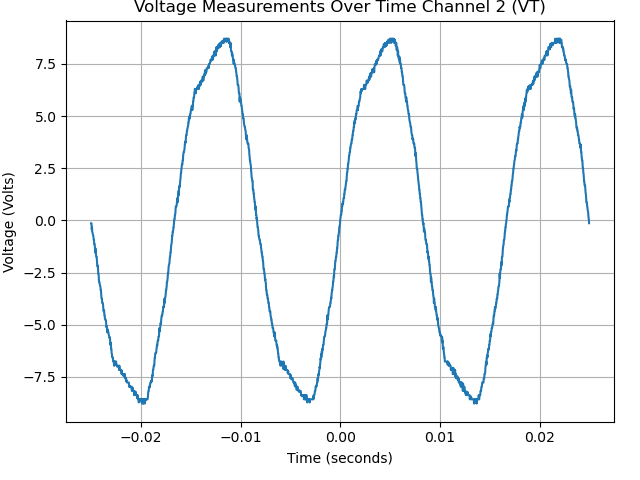 Voltage Measurements Over Time Channel 2 (VT)
7.5
5.0
2.5
0.0
−2.5
−5.0
−7.5
Voltage (Volts)
−0.02 −0.01 0.00 0.01 0.02
Time (seconds)